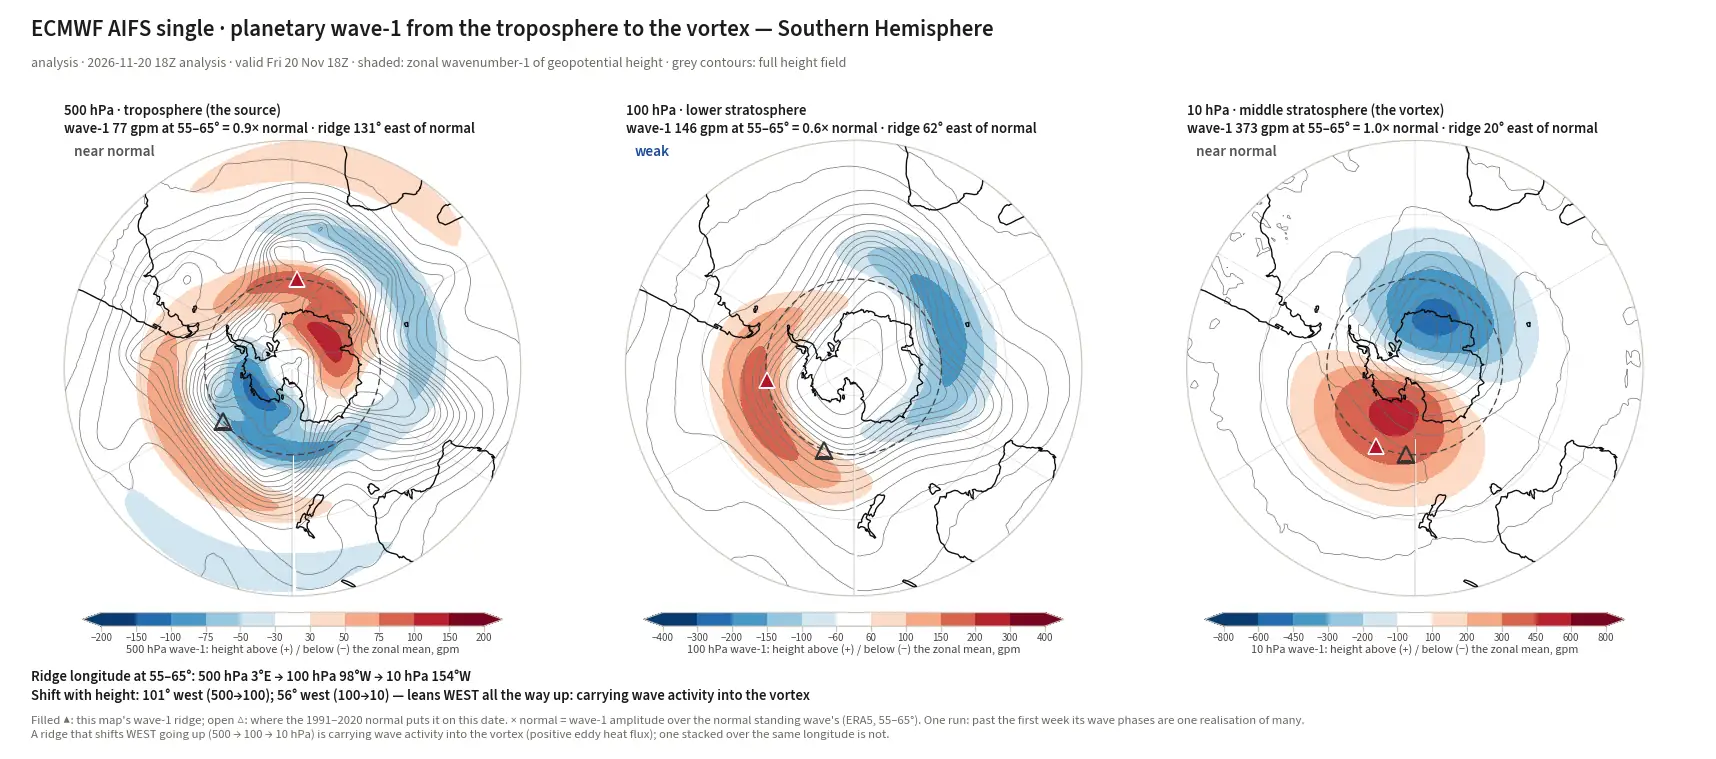 ECMWF AIFS single · planetary wave-1 from the troposphere to the vortex — Southern Hemisphere
analysis · 2026-11-20 18Z analysis · valid Fri 20 Nov 18Z · shaded: zonal wavenumber-1 of geopotential height · grey contours: full height field
500 hPa · troposphere (the source)
wave-1 77 gpm at 55–65° = 0.9× normal · ridge 131° east of normal
near normal
100 hPa · lower stratosphere
wave-1 146 gpm at 55–65° = 0.6× normal · ridge 62° east of normal
weak
10 hPa · middle stratosphere (the vortex)
wave-1 373 gpm at 55–65° = 1.0× normal · ridge 20° east of normal
near normal
−200 −150 −100 −75 −50 −30 30 50 75 100 150 200
500 hPa wave-1: height above (+) / below (−) the zonal mean, gpm
−400 −300 −200 −150 −100 −60 60 100 150 200 300 400
100 hPa wave-1: height above (+) / below (−) the zonal mean, gpm
−800 −600 −450 −300 −200 −100 100 200 300 450 600 800
10 hPa wave-1: height above (+) / below (−) the zonal mean, gpm
Ridge longitude at 55–65°: 500 hPa 3°E → 100 hPa 98°W → 10 hPa 154°W
Shift with height: 101° west (500→100); 56° west (100→10) — leans WEST all the way up: carrying wave activity into the vortex
Filled ▲: this map's wave-1 ridge; open △: where the 1991–2020 normal puts it on this date. × normal = wave-1 amplitude over the normal standing wave's (ERA5, 55–65°). One run: past the first week its wave phases are one realisation of many.
A ridge that shifts WEST going up (500 → 100 → 10 hPa) is carrying wave activity into the vortex (positive eddy heat flux); one stacked over the same longitude is not.